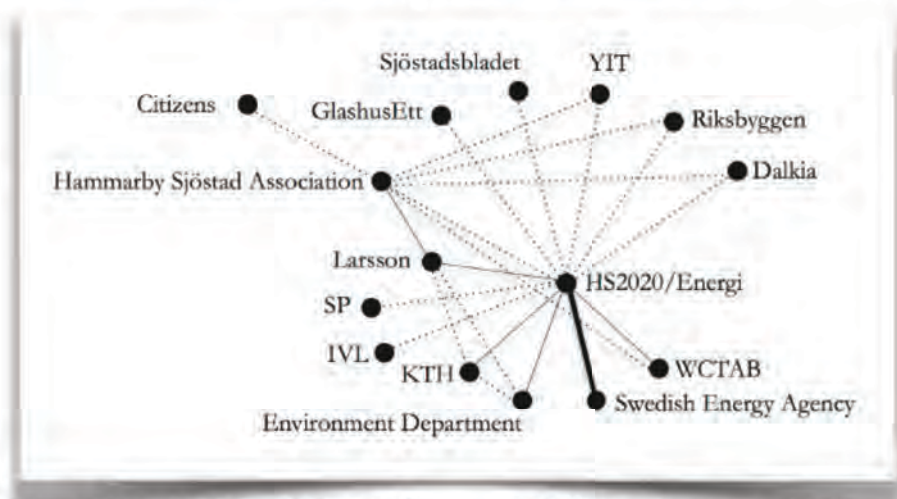 Sjöstadsbladet
YIT
Citizens
GlashusEtt
Riksbyggen
Hammarby Sjöstad Association
Dalkia
Larsson
HS2020/Energi
SP
IVL
KTH
WCTAB
Swedish Energy Agency
Environment Department